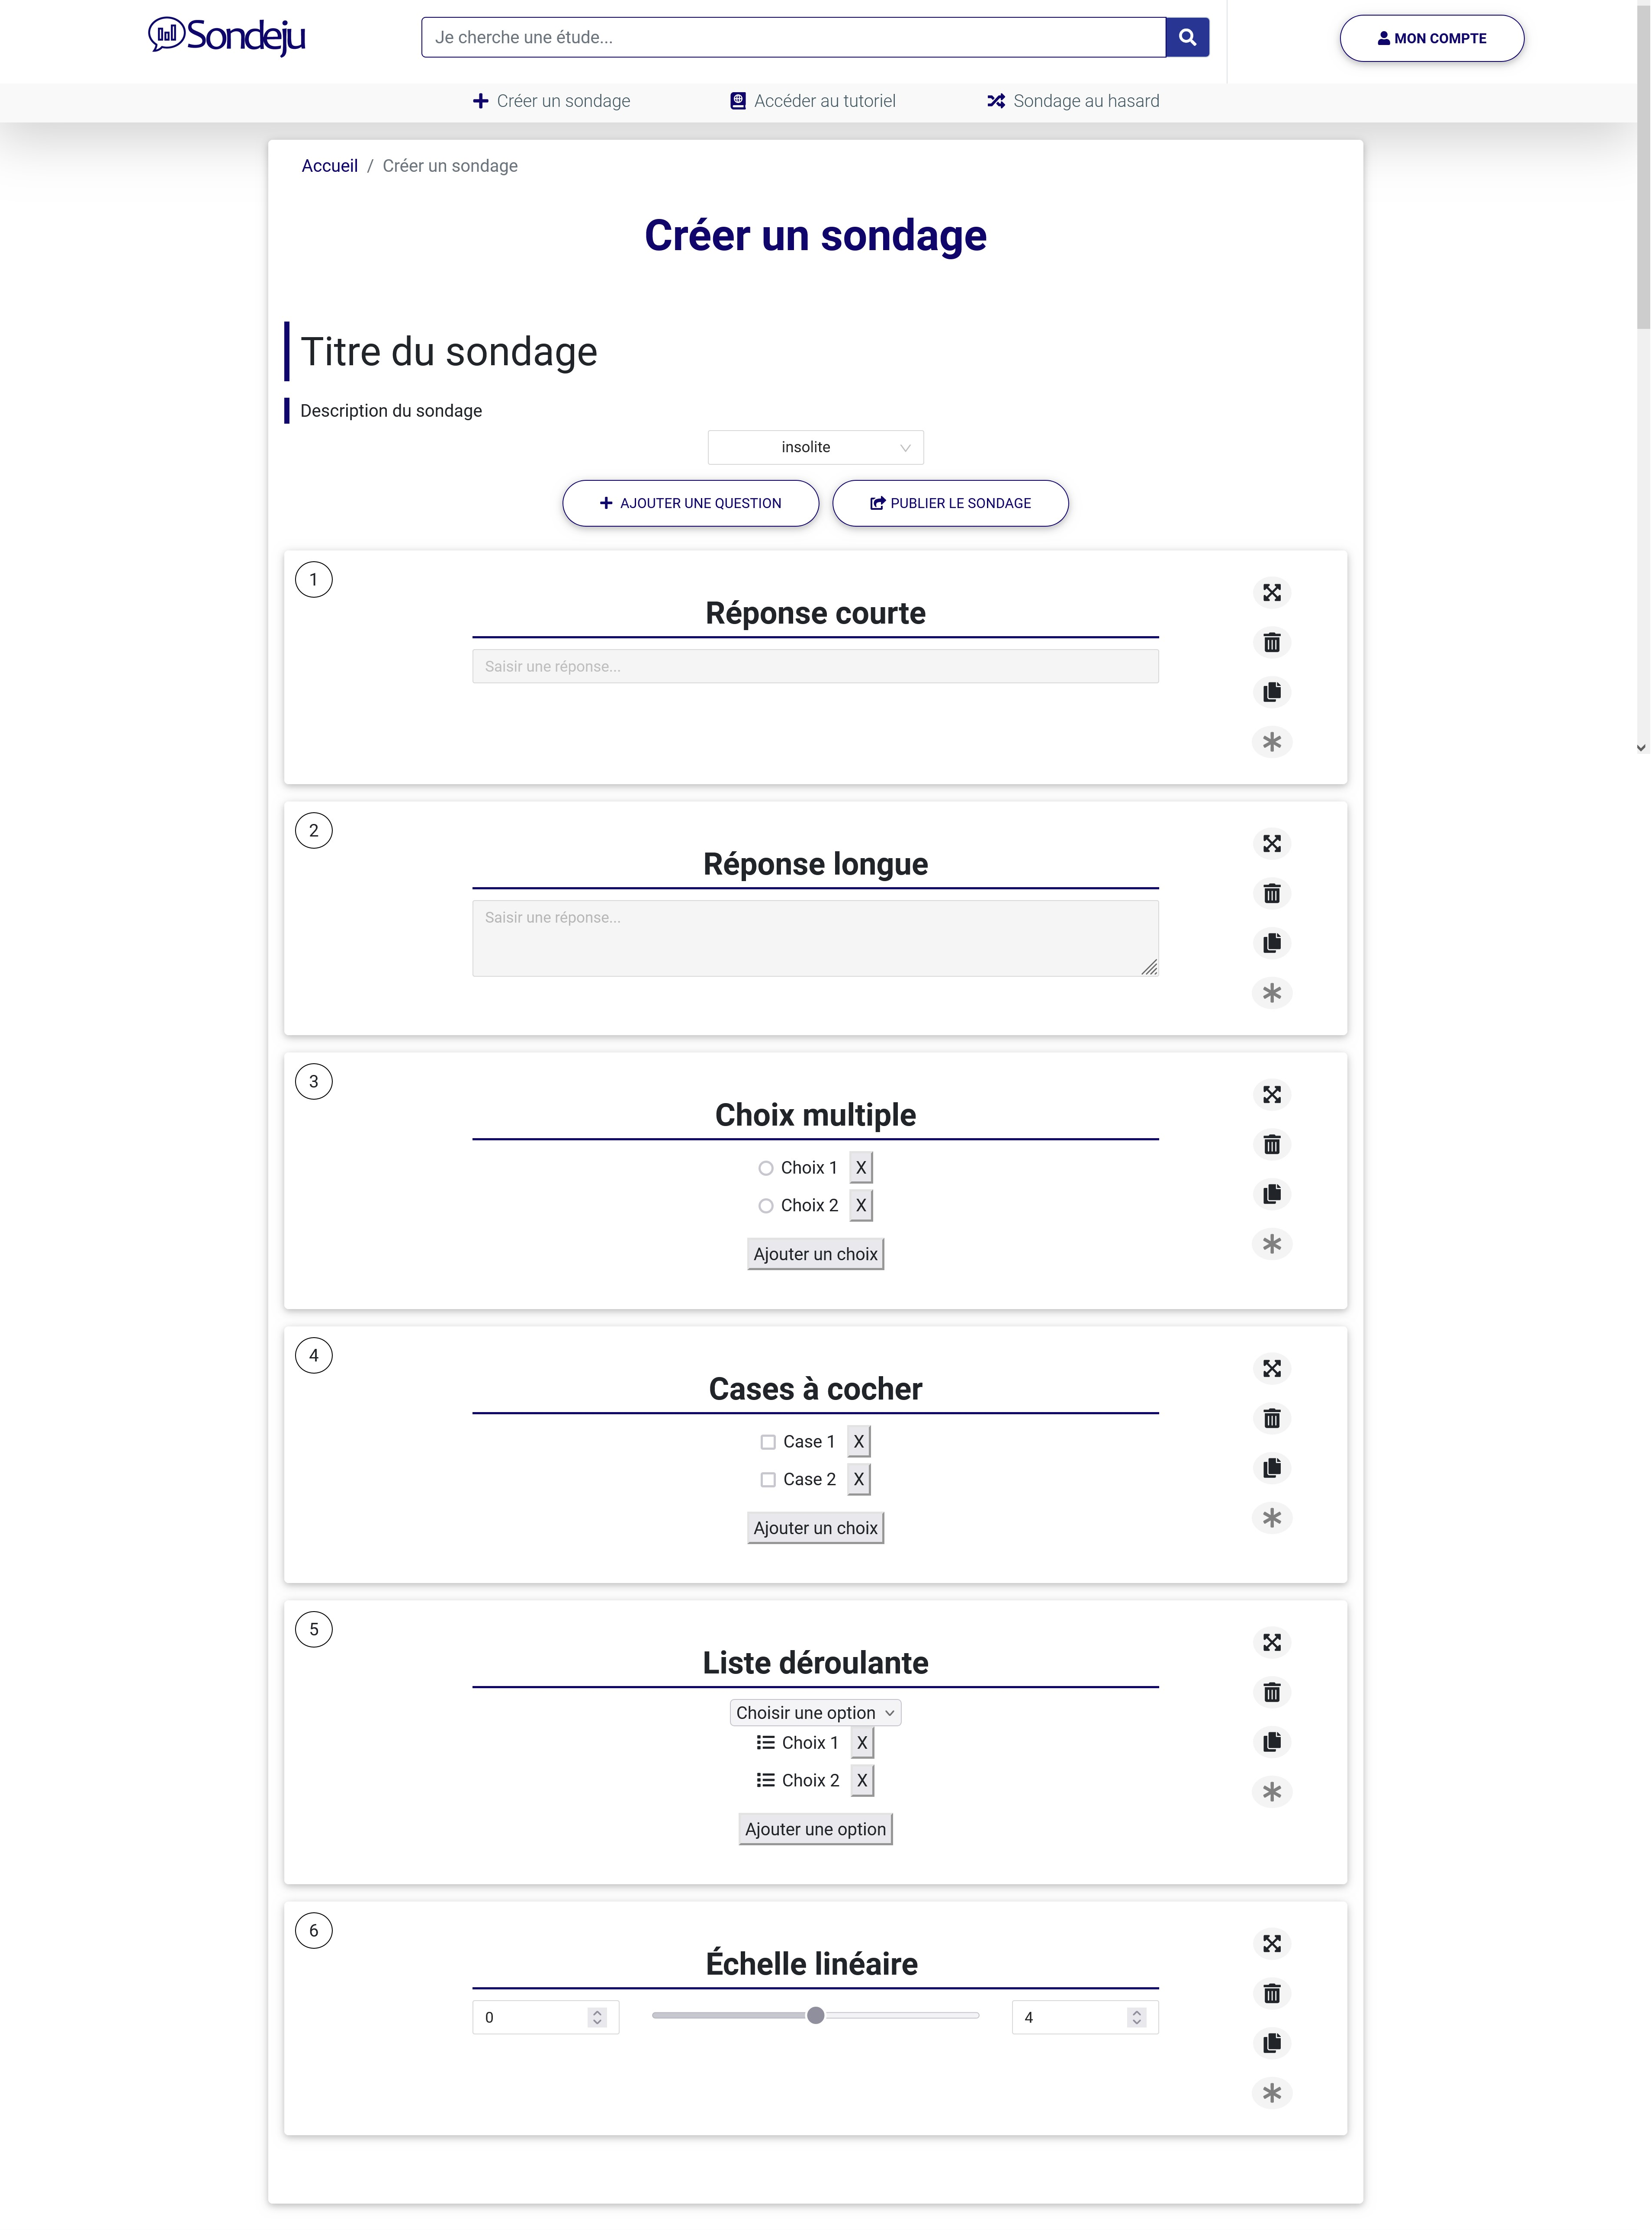 Sondeju
Je cherche une étude...
MON COMPTE
Créer un sondage
Accéder au tutoriel
Sondage au hasard
Accueil / Créer un sondage
Créer un sondage
Titre du sondage
Description du sondage
insolite
AJOUTER UNE QUESTION
PUBLIER LE SONDAGE
1
Réponse courte
Saisir une réponse...
2
Réponse longue
Saisir une réponse...
3
Choix multiple
Choix 1 X
Choix 2 X
Ajouter un choix
4
Cases à cocher
Case 1 X
Case 2 X
Ajouter un choix
5
Liste déroulante
Choisir une option
Choix 1 X
Choix 2 X
Ajouter une option
6
Échelle linéaire
0
4